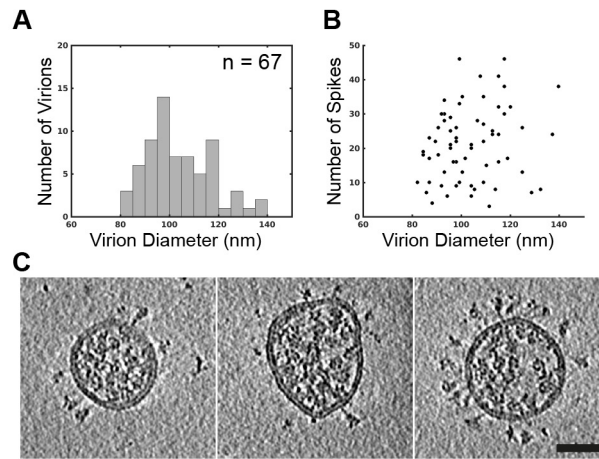 A
n = 67
Number of Virions
20
15
10
5
0
60
80
100
120
140
Virion Diameter (nm)
B
Number of Spikes
50
40
30
20
10
0
60
80
100
120
140
Virion Diameter (nm)
C